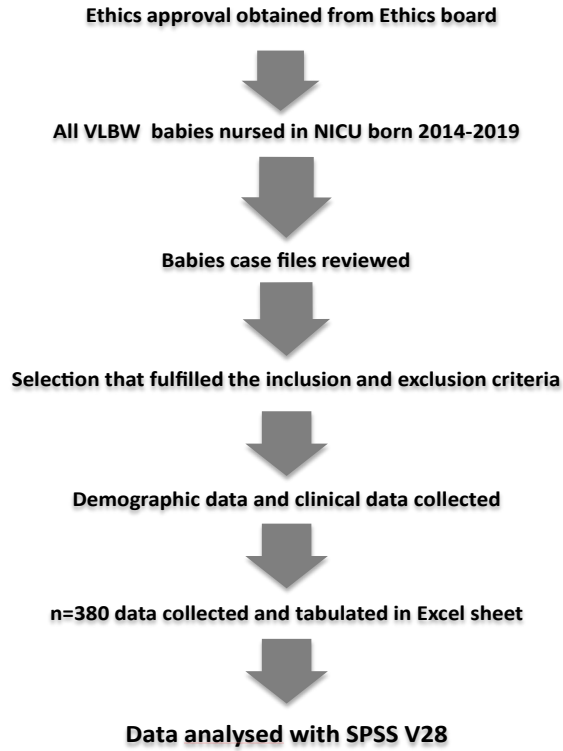 Ethics approval obtained from Ethics board
All VLBW babies nursed in NICU born 2014-2019
Babies case files reviewed
Selection that fulfilled the inclusion and exclusion criteria
Demographic data and clinical data collected
n=380 data collected and tabulated in Excel sheet
Data analysed with SPSS V28